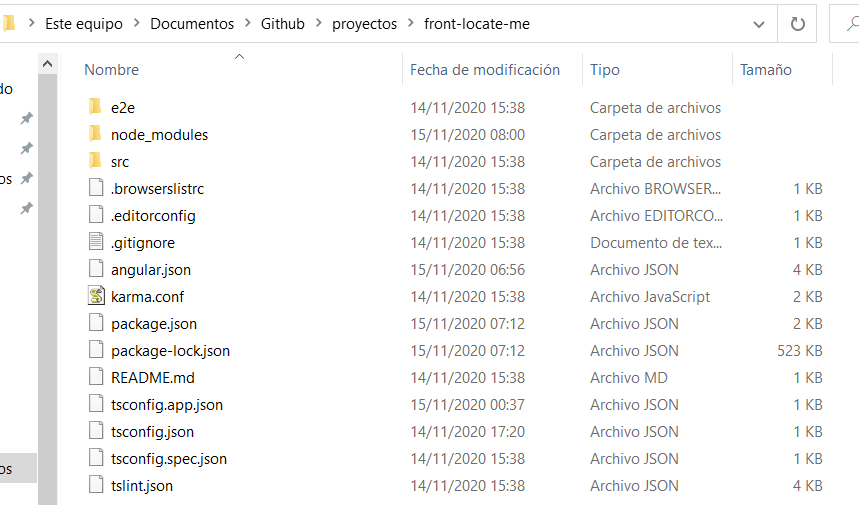 Este equipo > Documentos > Github > proyectos > front-locate-me
Nombre Fecha de modificación Tipo Tamaño
do
e2e 14/11/2020 15:38 Carpeta de archivos
node_modules 15/11/2020 08:00 Carpeta de archivos
src 14/11/2020 15:38 Carpeta de archivos
os
.browserslistrc 14/11/2020 15:38 Archivo BROWSER... 1 KB
.editorconfig 14/11/2020 15:38 Archivo EDITORCO... 1 KB
.gitignore 14/11/2020 15:38 Documento de tex... 1 KB
angular.json 15/11/2020 06:56 Archivo JSON 4 KB
karma.conf 14/11/2020 15:38 Archivo JavaScript 2 KB
package.json 15/11/2020 07:12 Archivo JSON 2 KB
package-lock.json 15/11/2020 07:12 Archivo JSON 523 KB
README.md 14/11/2020 15:38 Archivo MD 1 KB
tsconfig.app.json 15/11/2020 00:37 Archivo JSON 1 KB
tsconfig.json 14/11/2020 17:20 Archivo JSON 1 KB
tsconfig.spec.json 14/11/2020 15:38 Archivo JSON 1 KB
os
tslint.json 14/11/2020 15:38 Archivo JSON 4 KB